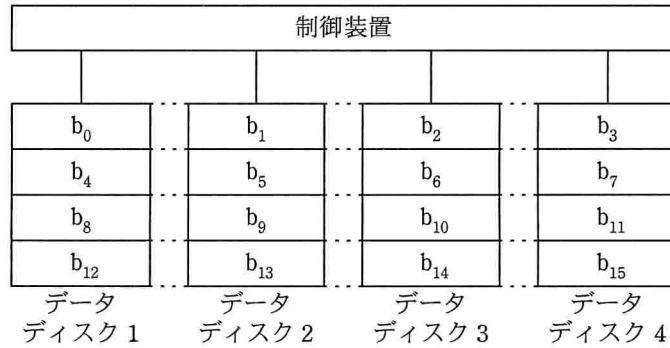 制御装置
b₀ b₁ b₂ b₃
b₄ b₅ b₆ b₇
b₈ b₉ b₁₀ b₁₁
b₁₂ b₁₃ b₁₄ b₁₅
データ データ データ データ
ディスク1 ディスク2 ディスク3 ディスク4